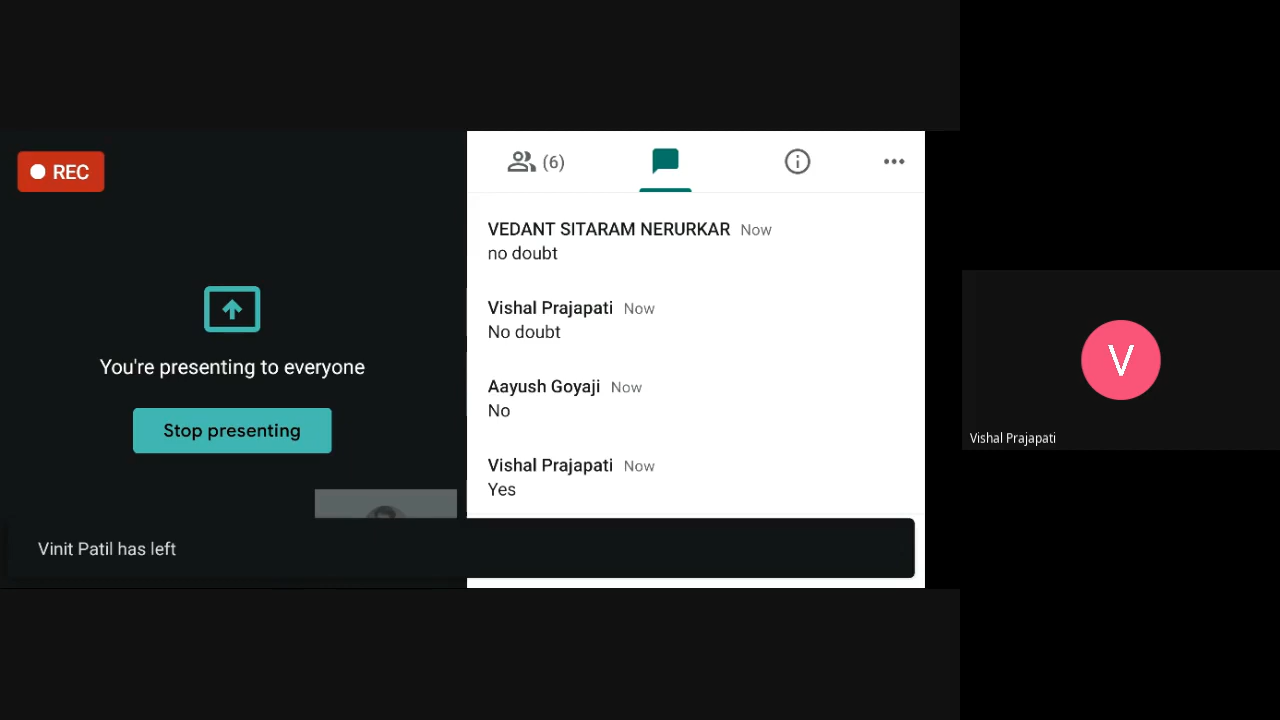 REC
(6)
VEDANT SITARAM NERURKAR Now
no doubt
Vishal Prajapati Now
No doubt
You're presenting to everyone
Aayush Goyaji Now
No
Stop presenting
Vishal Prajapati Now
Yes
Vinit Patil has left
V
Vishal Prajapati